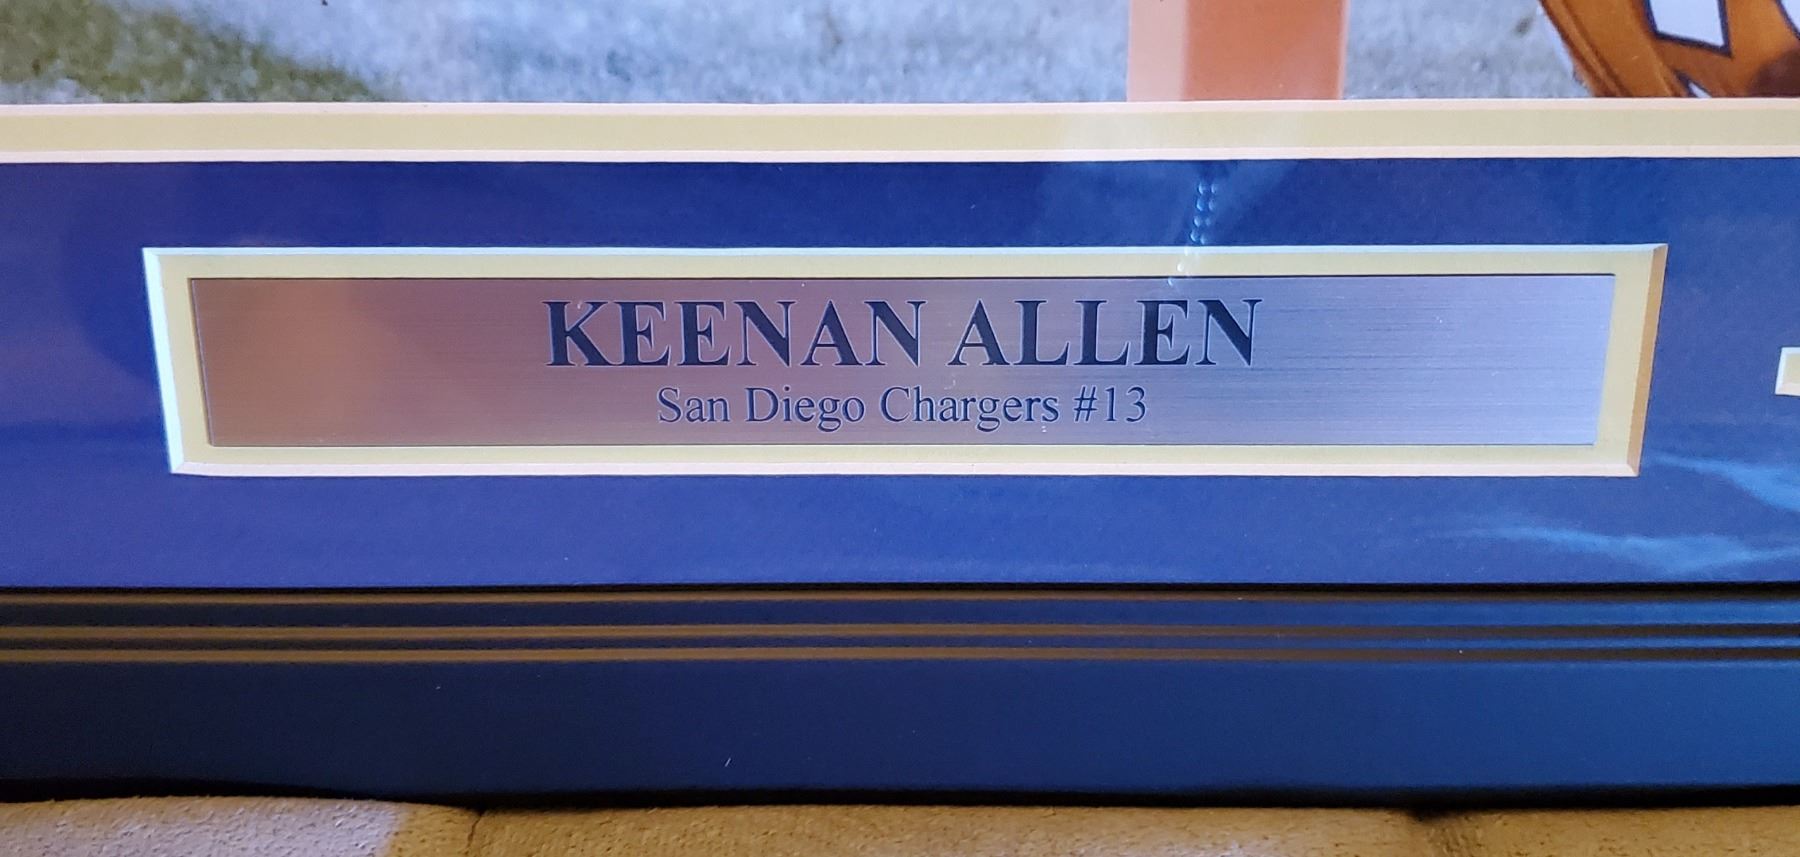 KEENAN ALLEN
San Diego Chargers #13